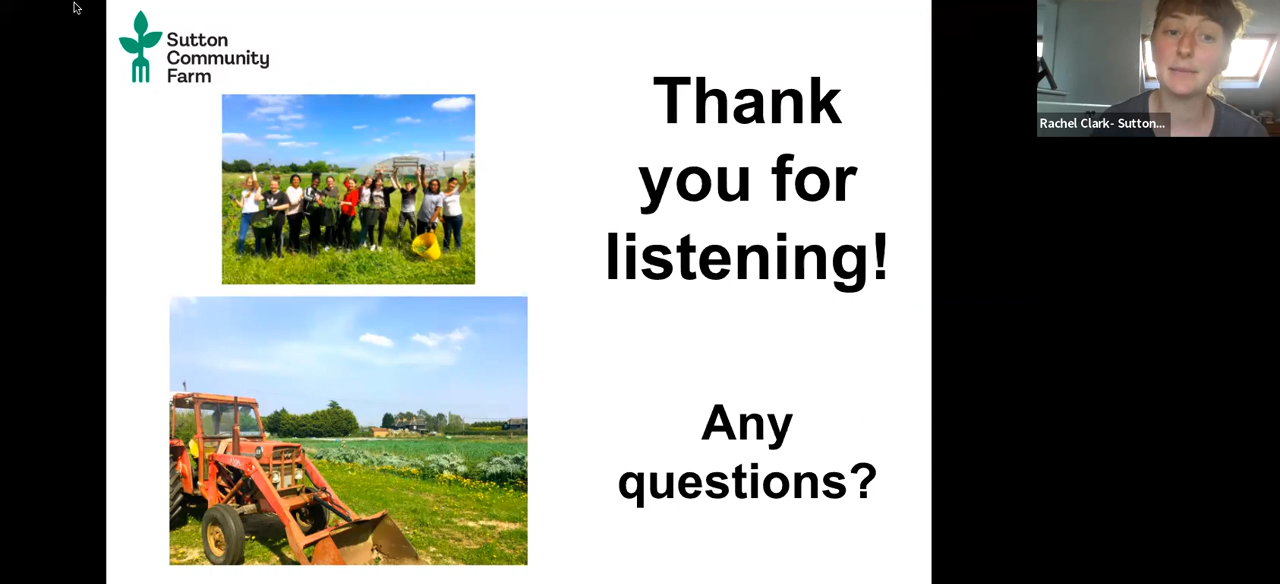 Sutton
Community
Farm
Thank
you for
listening!
Any
questions?
Rachel Clark- Sutton...